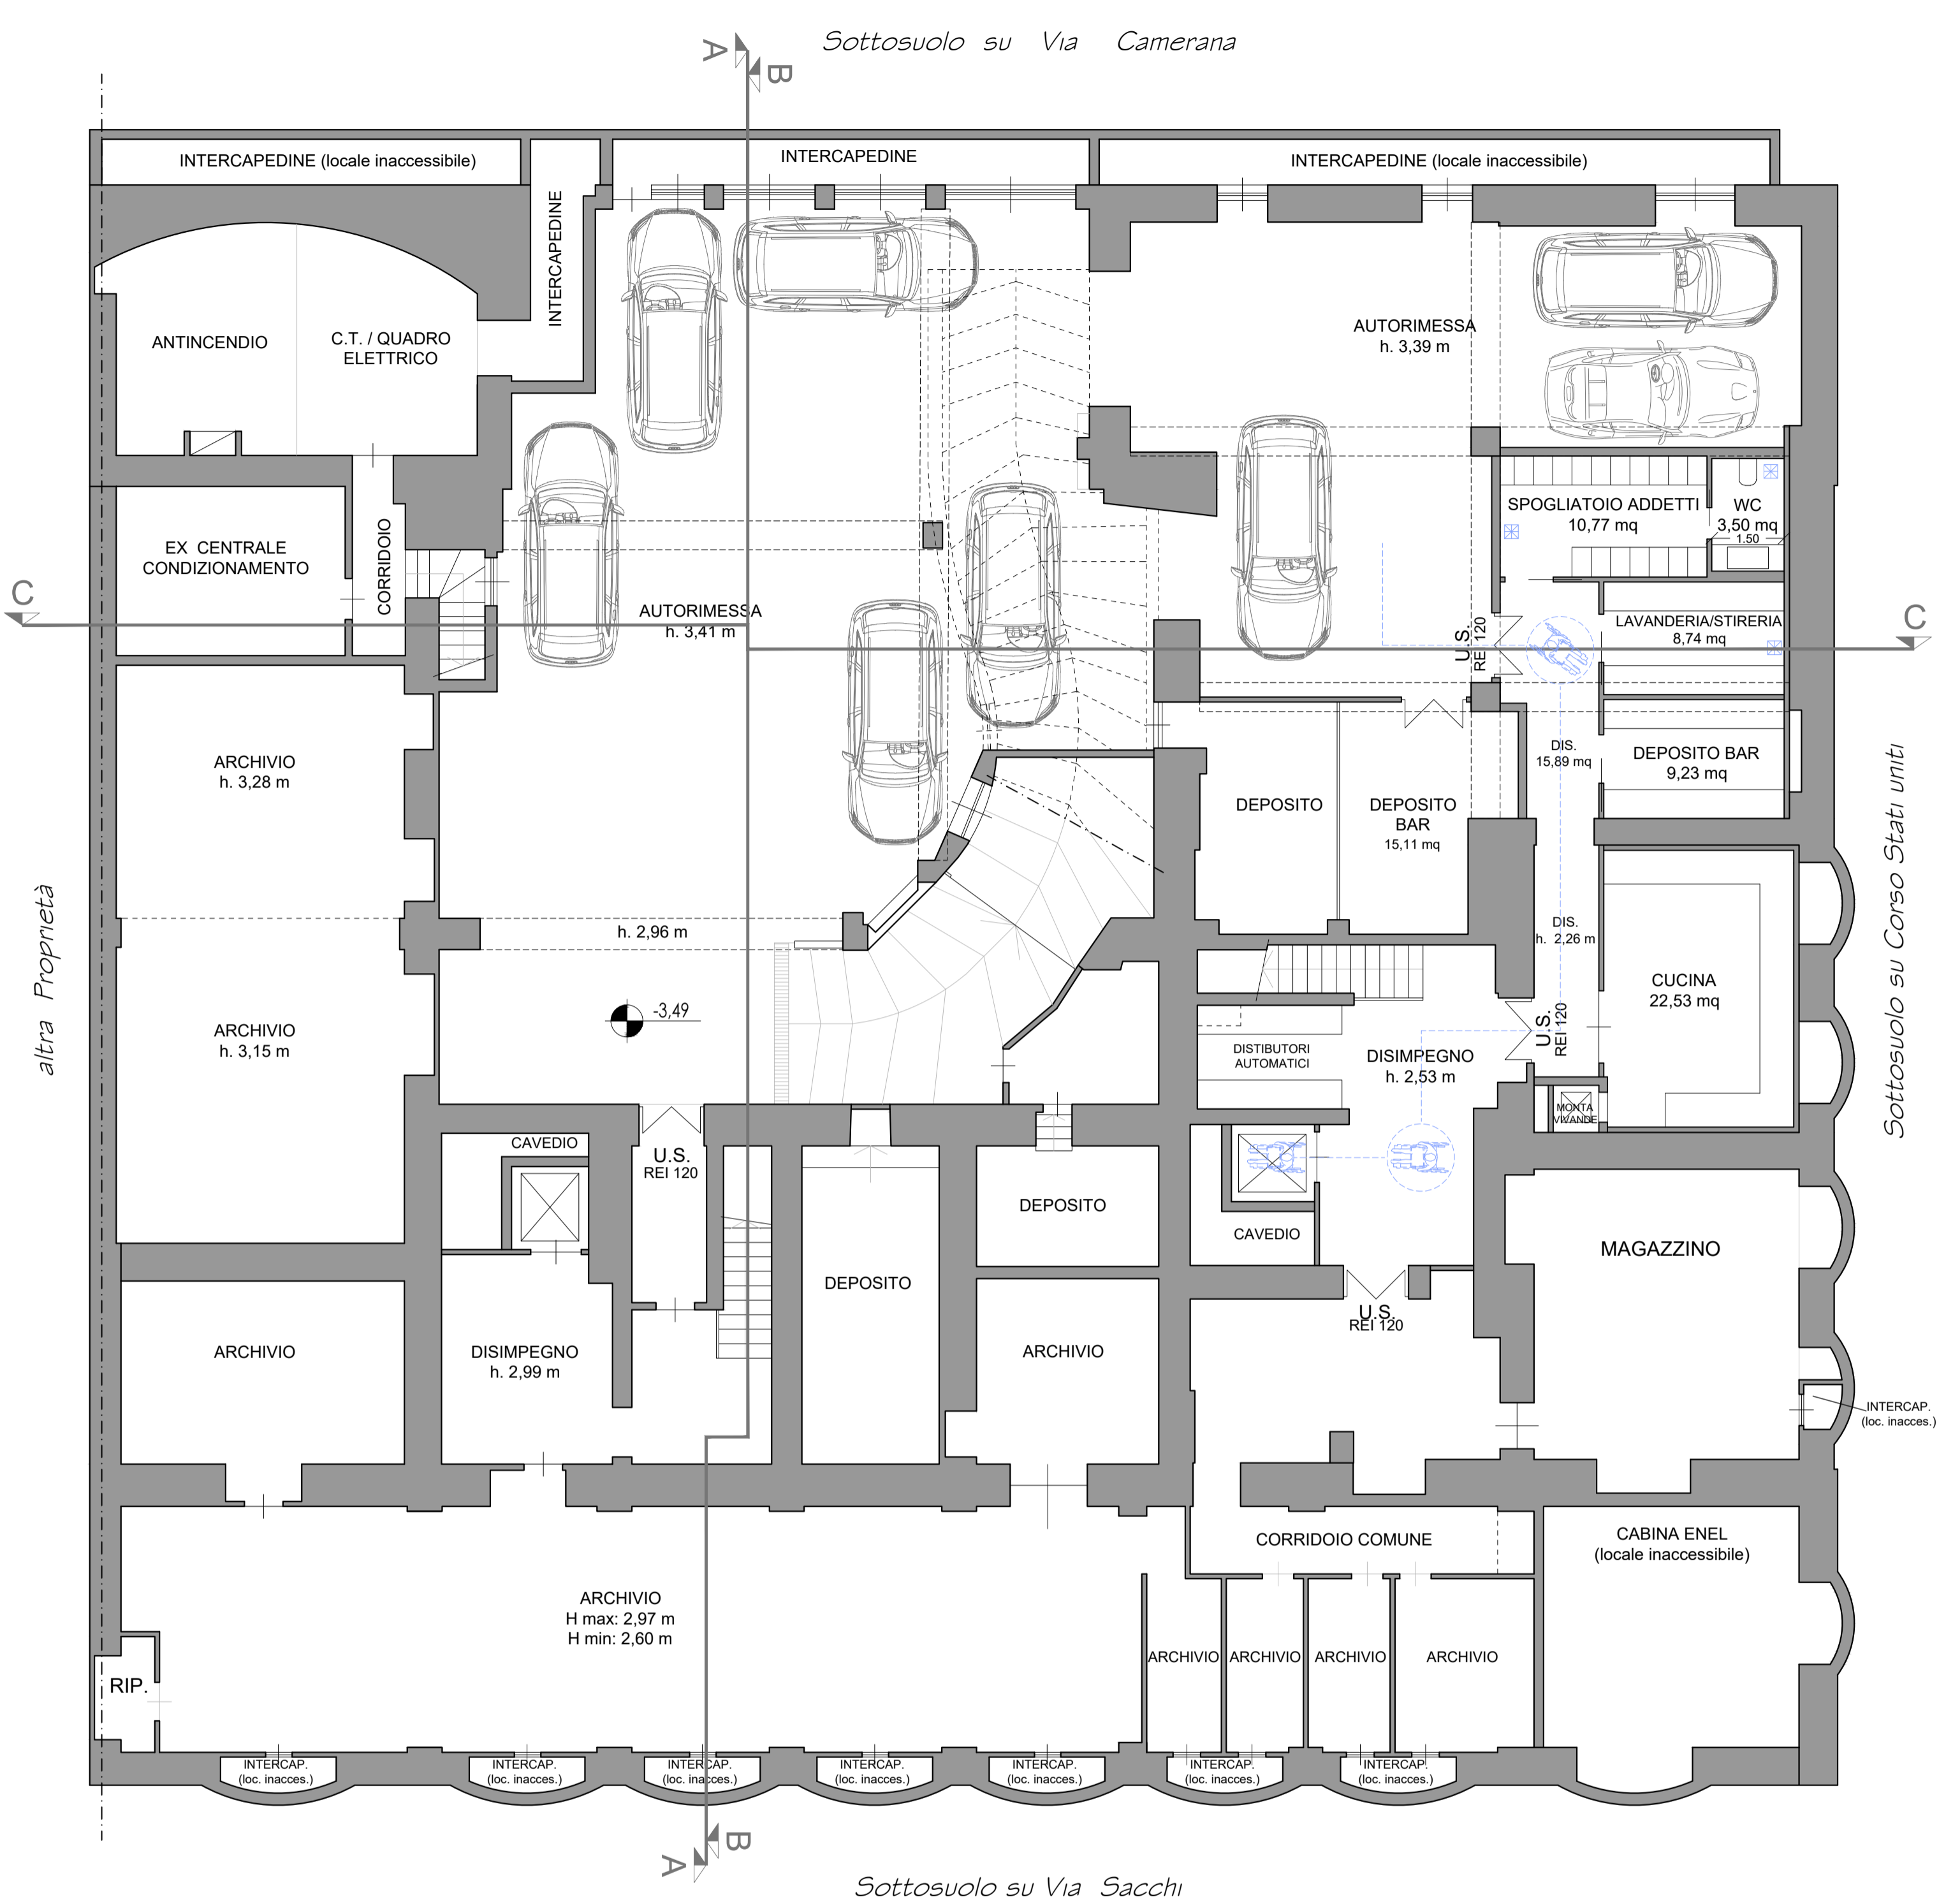 Sottosuolo su Via Camerana
A
B
INTERCAPEDINE (locale inaccessibile)
INTERCAPEDINE
INTERCAPEDINE (locale inaccessibile)
INTERCAPEDINE
ANTINCENDIO
C.T. / QUADRO
ELETTRICO
AUTORIMESSA
h. 3,39 m
SPOGLIATOIO ADDETTI
10,77 mq
WC
3,50 mq
1.50
EX CENTRALE
CONDIZIONAMENTO
CORRIDOIO
C
C
AUTORIMESSA
h. 3,41 m
U.S.
REI 120
LAVANDERIA/STIRERIA
8,74 mq
ARCHIVIO
h. 3,28 m
DEPOSITO
DEPOSITO
BAR
15,11 mq
DIS.
15,89 mq
DEPOSITO BAR
9,23 mq
altra Proprietà
Sottosuolo su Corso Stati uniti
h. 2,96 m
DIS.
h. 2,26 m
CUCINA
22,53 mq
-3,49
ARCHIVIO
h. 3,15 m
DISTIBUTORI
AUTOMATICI
DISIMPEGNO
h. 2,53 m
U.S.
REI 120
MONTA
VIVANDE
CAVEDIO
U.S.
REI 120
DEPOSITO
CAVEDIO
MAGAZZINO
DEPOSITO
U.S.
REI 120
ARCHIVIO
DISIMPEGNO
h. 2,99 m
ARCHIVIO
INTERCAP.
(loc. inacces.)
CORRIDOIO COMUNE
CABINA ENEL
(locale inaccessibile)
ARCHIVIO
H max: 2,97 m
H min: 2,60 m
ARCHIVIO
ARCHIVIO
ARCHIVIO
ARCHIVIO
RIP.
INTERCAP.
(loc. inacces.)
INTERCAP.
(loc. inacces.)
INTERCAP.
(loc. inacces.)
INTERCAP.
(loc. inacces.)
INTERCAP.
(loc. inacces.)
INTERCAP.
(loc. inacces.)
INTERCAP.
(loc. inacces.)
B
A
Sottosuolo su Via Sacchi